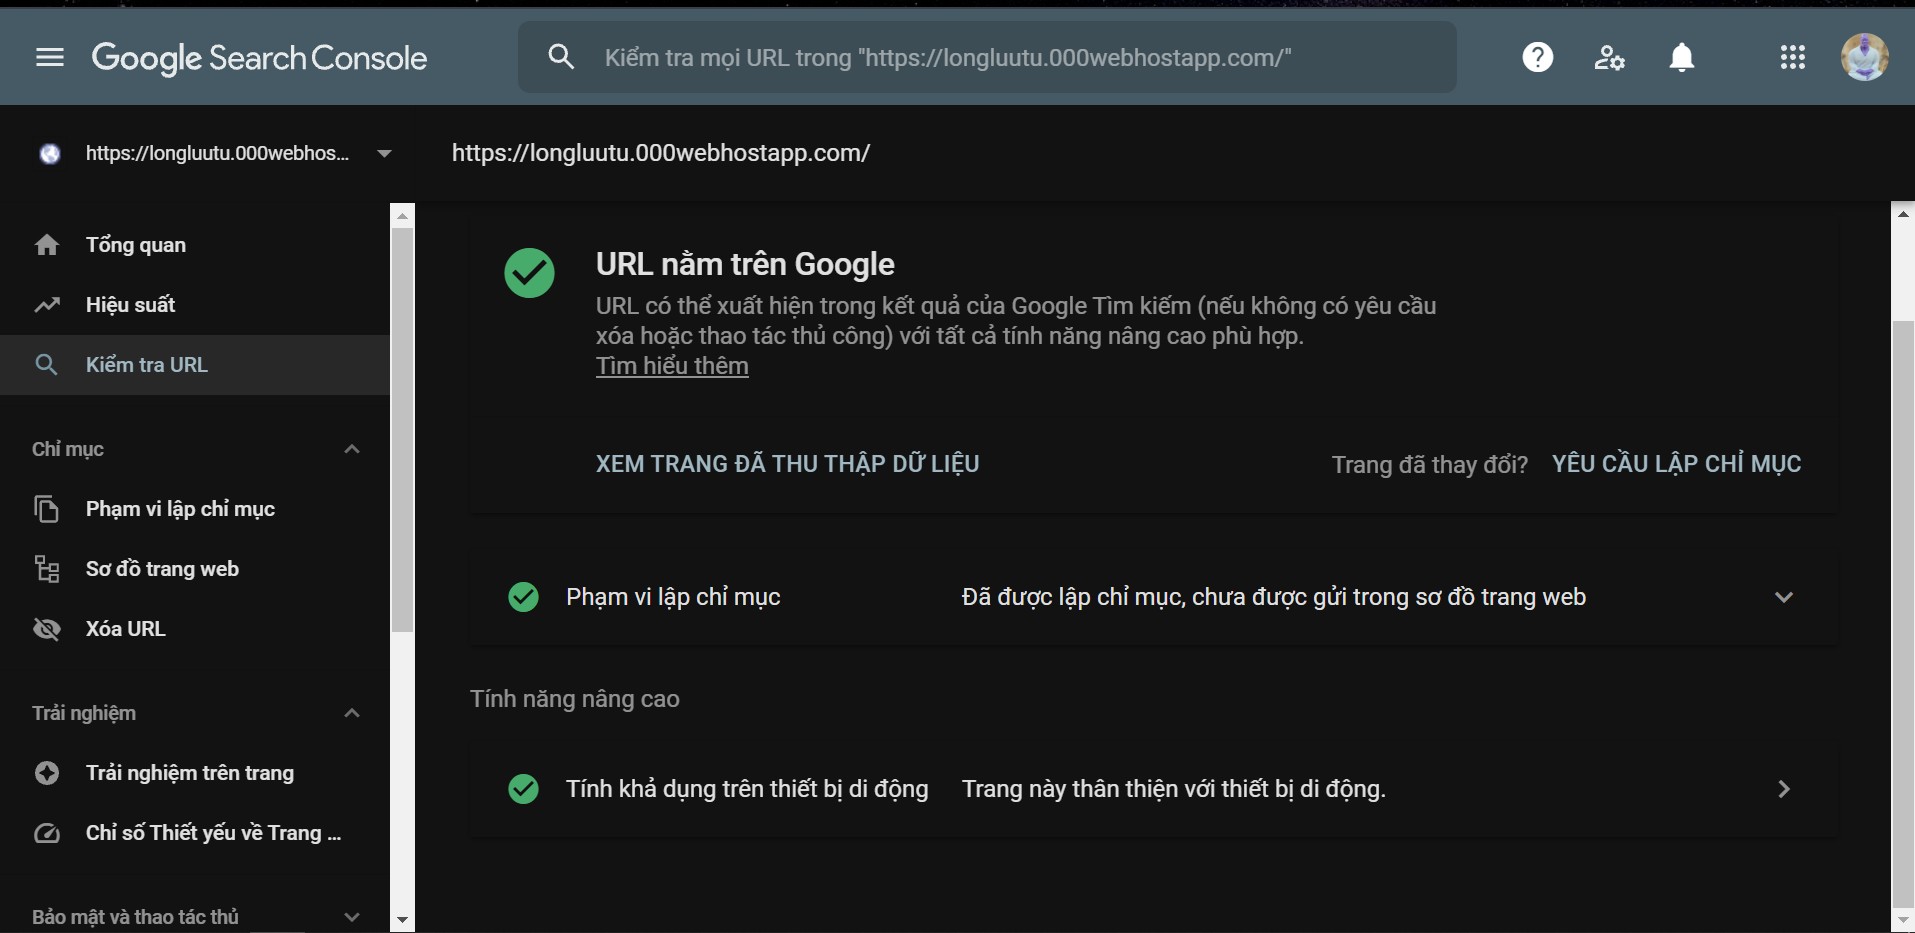 Google Search Console
Kiểm tra mọi URL trong "https://longluutu.000webhostapp.com/"
https://longluutu.000webhos...
https://longluutu.000webhostapp.com/
Tổng quan
Hiệu suất
Kiểm tra URL
Chỉ mục
Phạm vi lập chỉ mục
Sơ đồ trang web
Xóa URL
Trải nghiệm
Trải nghiệm trên trang
Chỉ số Thiết yếu về Trang ...
Bảo mật và thao tác thủ
URL nằm trên Google
URL có thể xuất hiện trong kết quả của Google Tìm kiếm (nếu không có yêu cầu
xóa hoặc thao tác thủ công) với tất cả tính năng nâng cao phù hợp.
Tìm hiểu thêm
XEM TRANG ĐÃ THU THẬP DỮ LIỆU
Trang đã thay đổi? YÊU CẦU LẬP CHỈ MỤC
Phạm vi lập chỉ mục Đã được lập chỉ mục, chưa được gửi trong sơ đồ trang web
Tính năng nâng cao
Tính khả dụng trên thiết bị di động Trang này thân thiện với thiết bị di động.